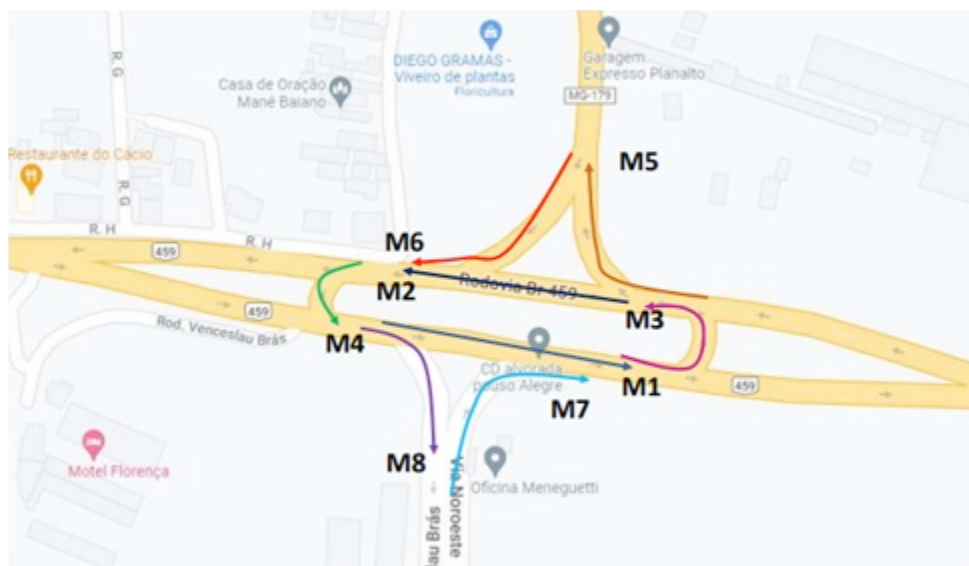 R. G
DIEGO GRAMAS -
Viveiro de plantas
Floricultura
Garagem
Expresso Planalto
Casa de Oração
Mané Baiano
MG-179
Restaurante do Cácio
R. G
M5
R. H
459
R. H
M6
M2
Rodovia Br 459
M3
459
Rod. Venceslau Brás
M4
CD alvorada
pouso Alegre
M1
459
M7
Motel Florença
M8
Oficina Meneguetti
Via Noroeste
lau Brás